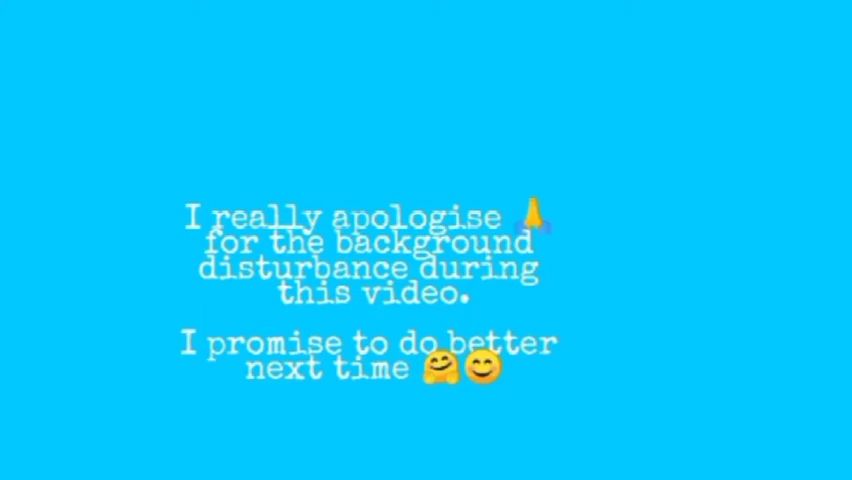 I really apologise 🙏
for the background
disturbance during
this video.
I promise to do better
next time 🤗😊